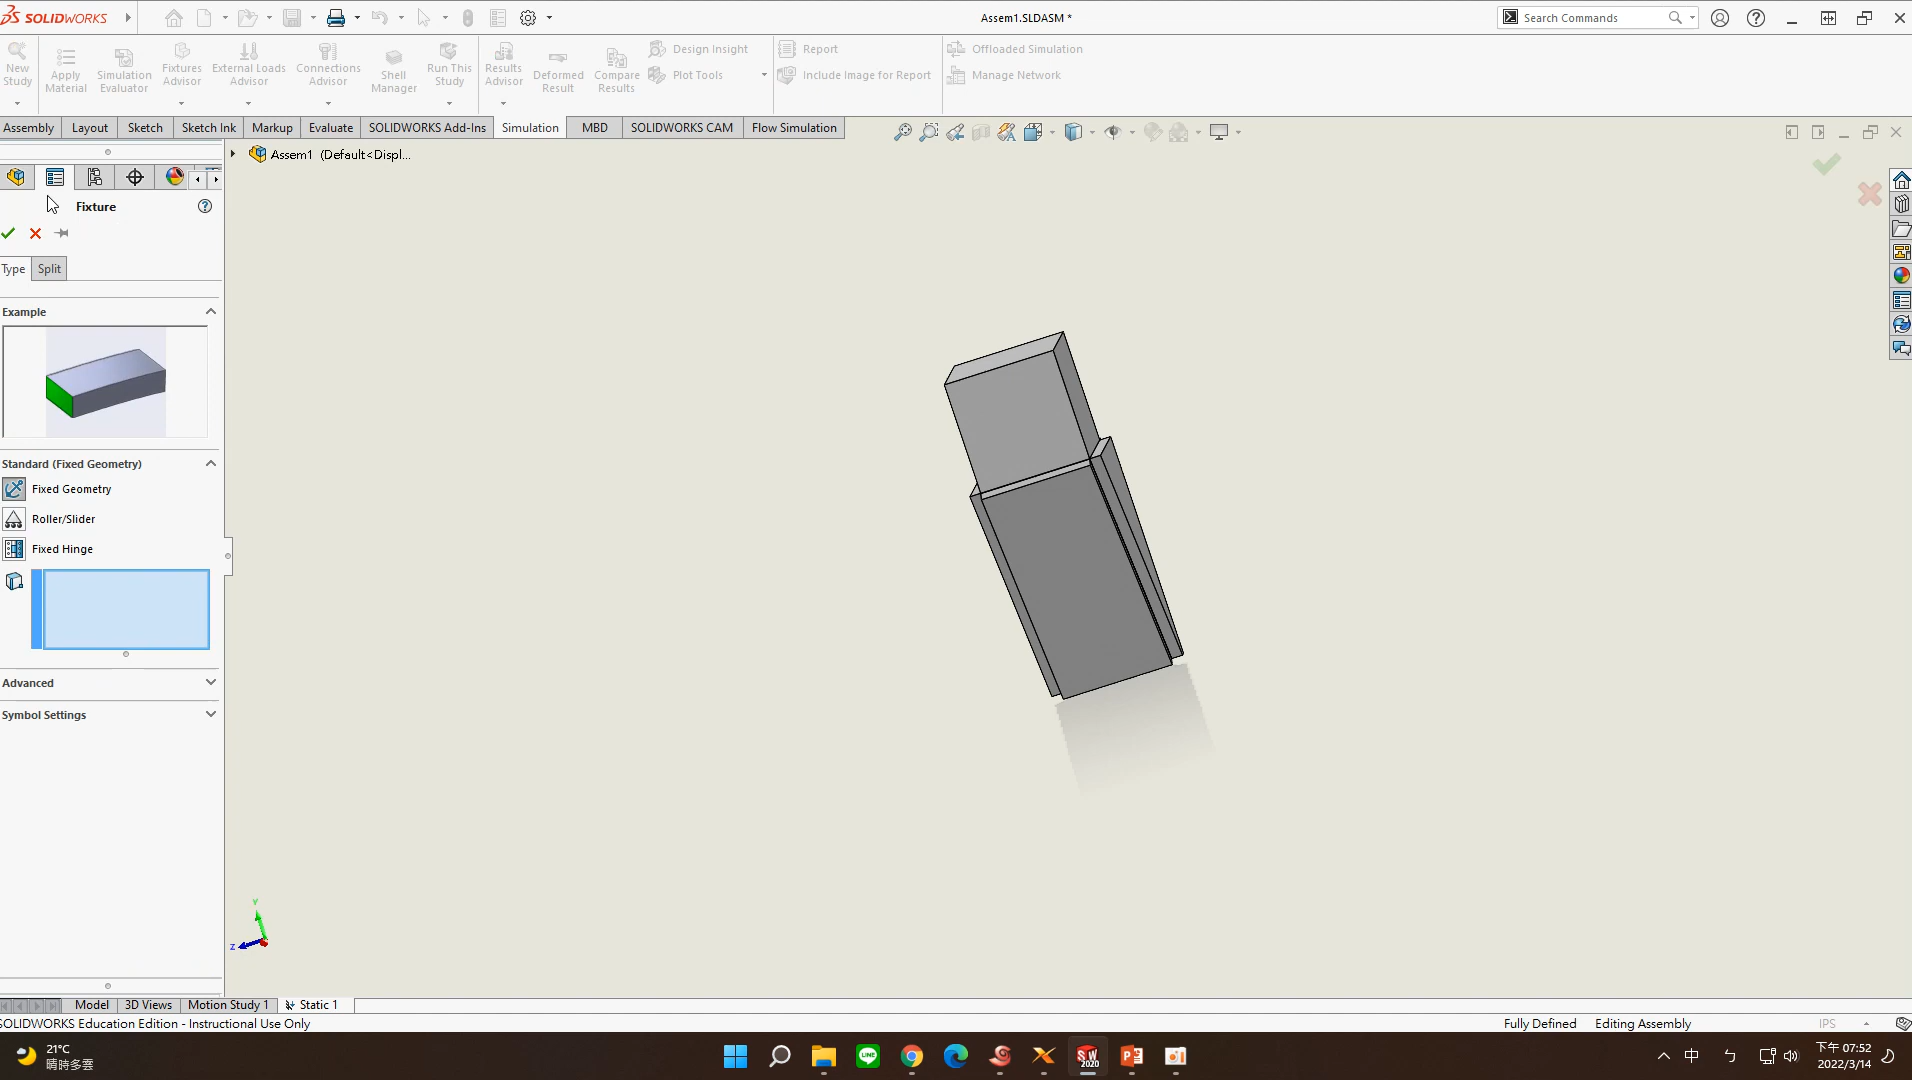 SOLIDWORKS
Assem1.SLDASM *
Search Commands
New Study
Apply Material
Simulation Evaluator
Fixtures Advisor
External Loads Advisor
Connections Advisor
Shell Manager
Run This Study
Results Advisor
Deformed Result
Compare Results
Design Insight
Plot Tools
Report
Include Image for Report
Offloaded Simulation
Manage Network
Assembly
Layout
Sketch
Sketch Ink
Markup
Evaluate
SOLIDWORKS Add-Ins
Simulation
MBD
SOLIDWORKS CAM
Flow Simulation
Assem1 (Default<Displ...
Fixture
Type
Split
Example
Standard (Fixed Geometry)
Fixed Geometry
Roller/Slider
Fixed Hinge
Advanced
Symbol Settings
Y
Z
Model
3D Views
Motion Study 1
Static 1
SOLIDWORKS Education Edition - Instructional Use Only
Fully Defined
Editing Assembly
IPS
21°C
晴時多雲
SW
2020
中
ㄅ
下午 07:52
2022/3/14